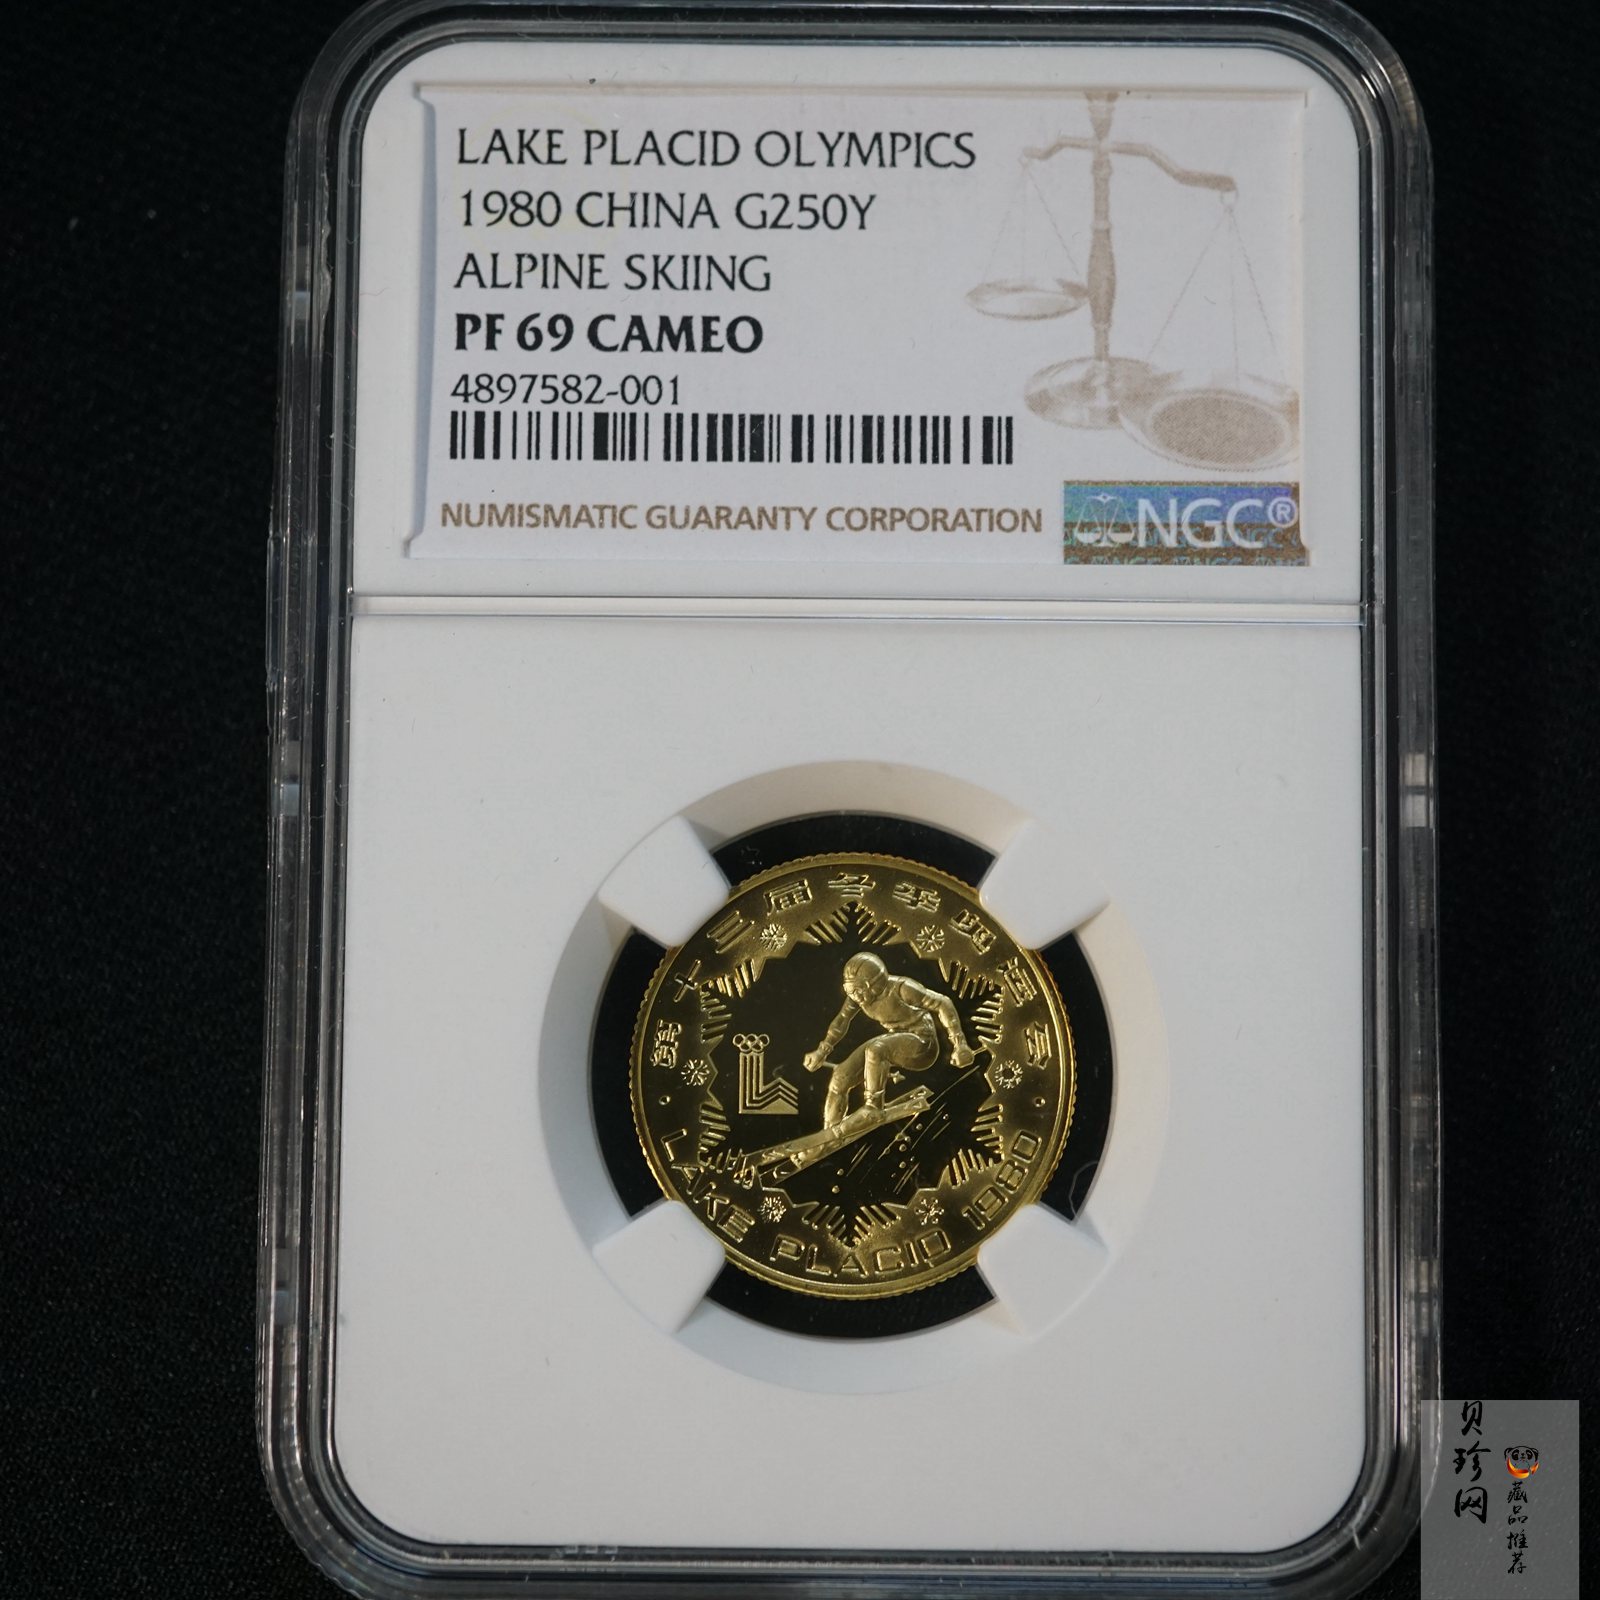 LAKE PLACID OLYMPICS
1980 CHINA G250Y
ALPINE SKIING
PF 69 CAMEO
4897582-001
NUMISMATIC GUARANTY CORPORATION
NGC®
第十三届冬季奥运会
LAKE PLACID 1980
贝珍网
藏品推荐